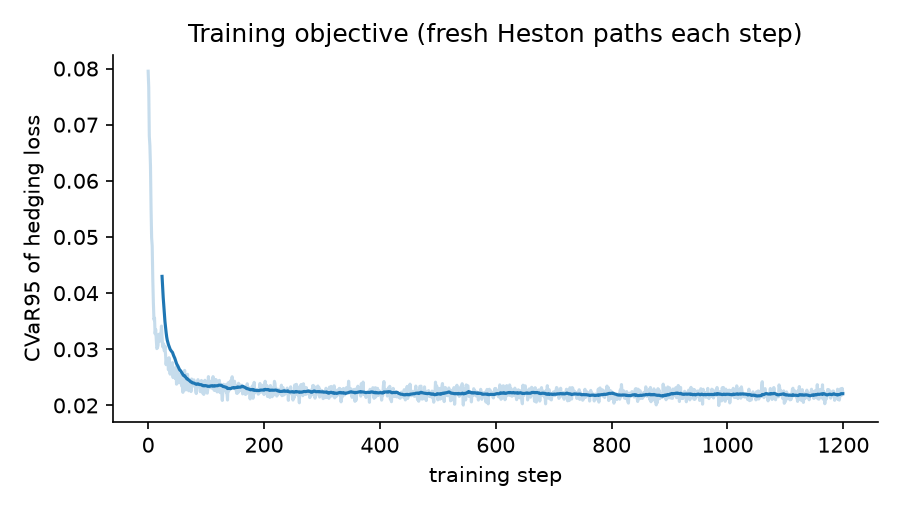 Training objective (fresh Heston paths each step)
CVaR95 of hedging loss
0.08
0.07
0.06
0.05
0.04
0.03
0.02
0 200 400 600 800 1000 1200
training step